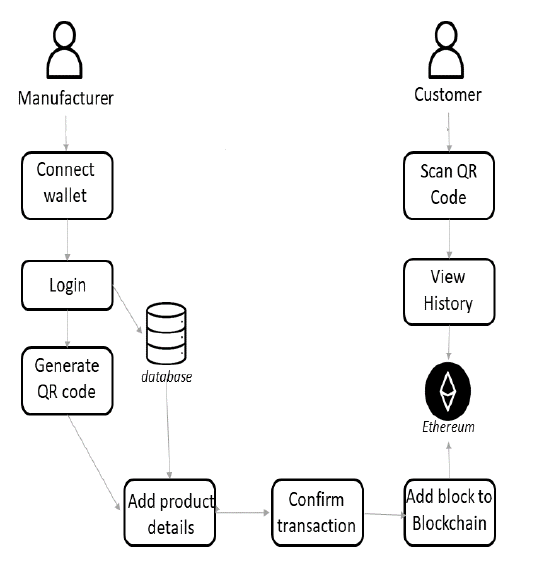 Manufacturer
Customer
Connect
wallet
Scan QR
Code
Login
View
History
Generate
QR code
database
Ethereum
Add product
details
Confirm
transaction
Add block to
Blockchain